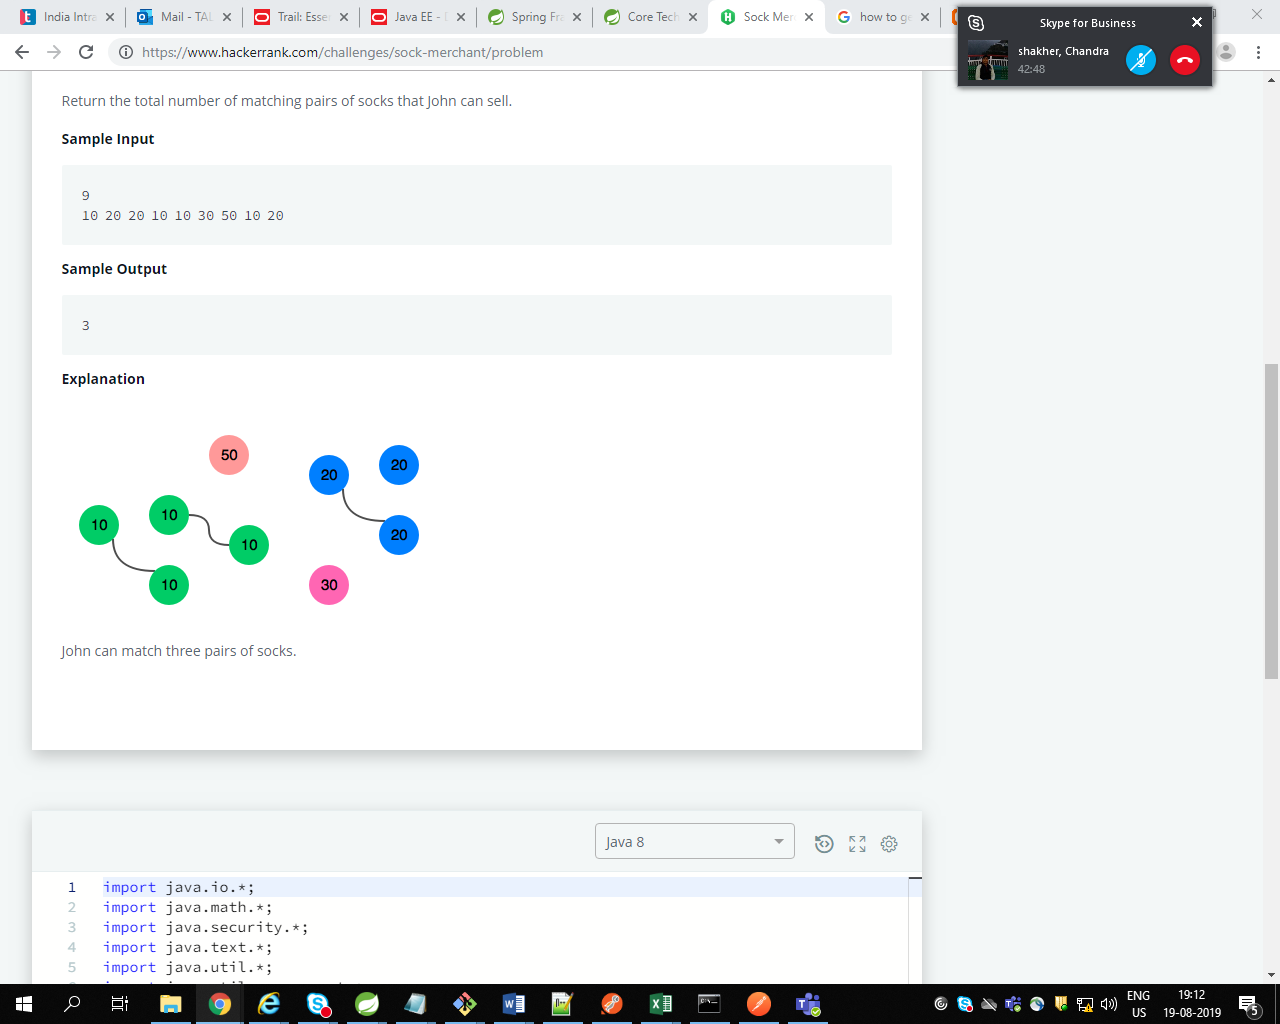 India Intra
Mail - TAL
Trail: Esse
Java EE -
Spring Fra
Core Tech
Sock Mer
how to ge
https://www.hackerrank.com/challenges/sock-merchant/problem
Skype for Business
shakher, Chandra
42:48
Return the total number of matching pairs of socks that John can sell.
Sample Input
9
10 20 20 10 10 30 50 10 20
Sample Output
3
Explanation
50
20
20
10
10
20
10
10
30
John can match three pairs of socks.
Java 8
1 import java.io.*;
2 import java.math.*;
3 import java.security.*;
4 import java.text.*;
5 import java.util.*;
ENG
US
19:12
19-08-2019
5